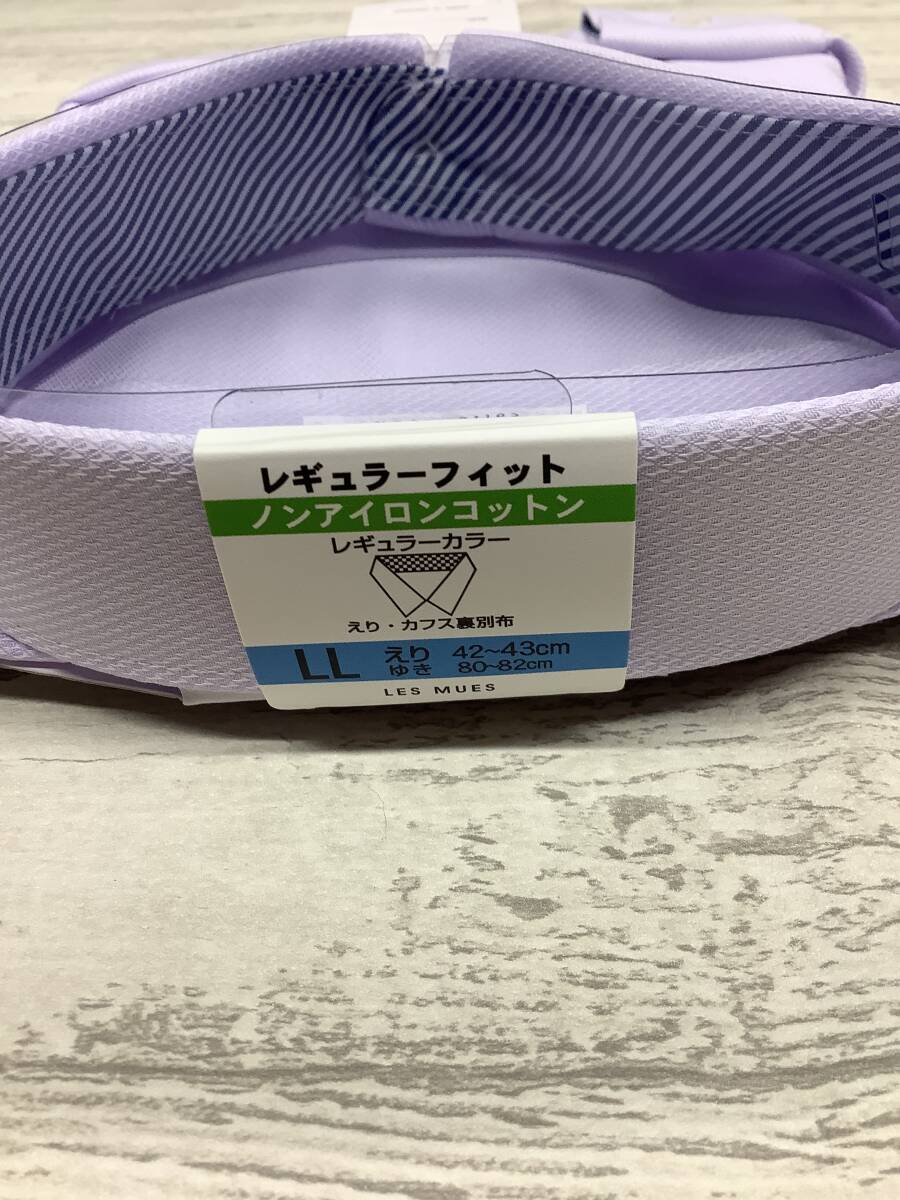 レギュラーフィット
ノンアイロンコットン
レギュラーカラー
えり・カフス裏別布
LL えり 42~43cm
ゆき 80~82cm
LES MUES